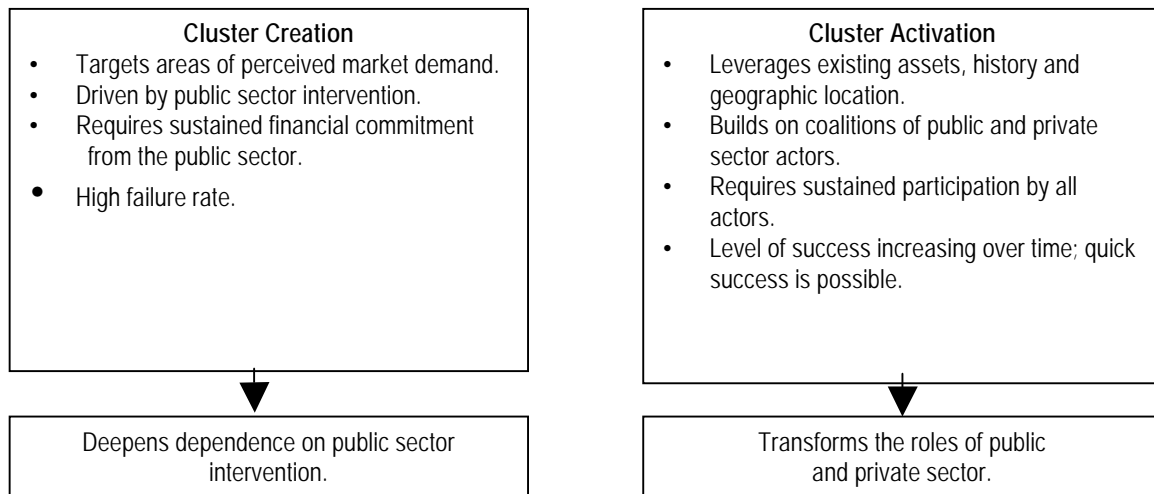 Cluster Creation
• Targets areas of perceived market demand.
• Driven by public sector intervention.
• Requires sustained financial commitment
from the public sector.
• High failure rate.
Deepens dependence on public sector
intervention.
Cluster Activation
• Leverages existing assets, history and
geographic location.
• Builds on coalitions of public and private
sector actors.
• Requires sustained participation by all
actors.
• Level of success increasing over time; quick
success is possible.
Transforms the roles of public
and private sector.